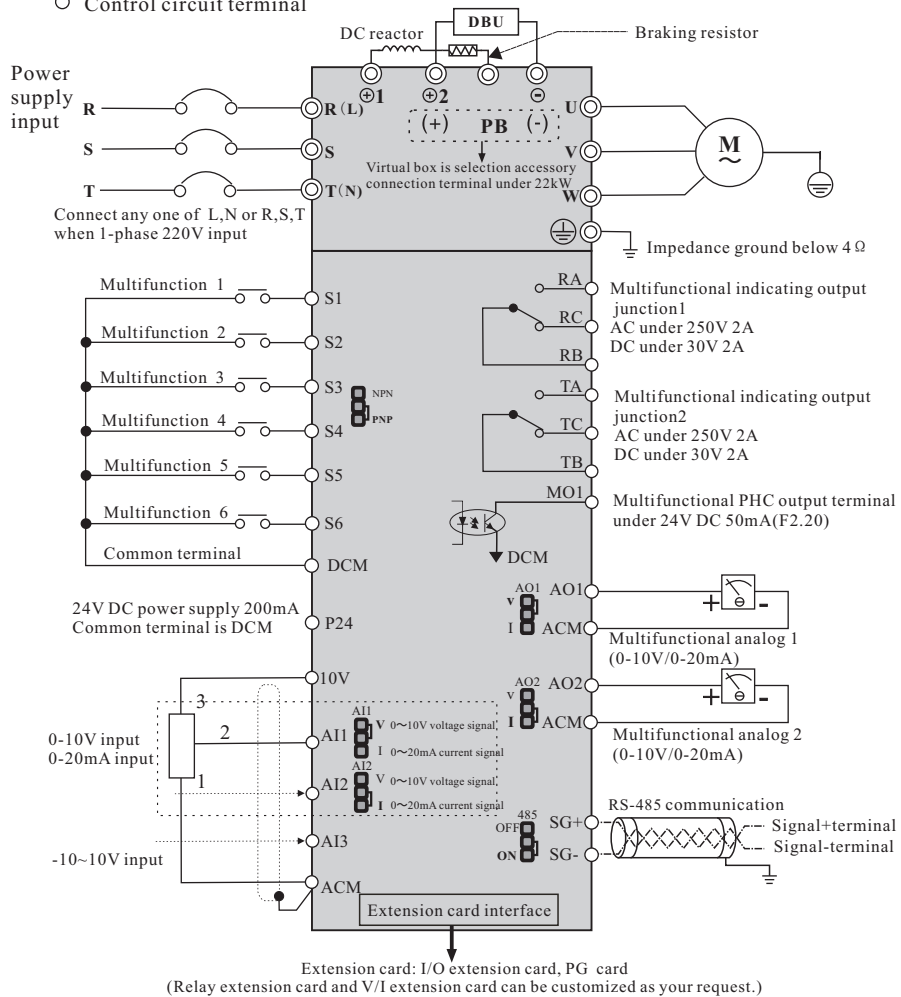 Control circuit terminal
DBU
DC reactor
Braking resistor
⊕1
⊕2
⊖
(+) PB (-)
Virtual box is selection accessory
connection terminal under 22kW
Power
supply
input
R
R(L)
S
S
T
T(N)
Connect any one of L,N or R,S,T
when 1-phase 220V input
U
V
W
M
~
Impedance ground below 4Ω
Multifunction 1
S1
Multifunction 2
S2
Multifunction 3
S3
Multifunction 4
S4
Multifunction 5
S5
Multifunction 6
S6
Common terminal
DCM
NPN
PNP
24V DC power supply 200mA
Common terminal is DCM
P24
RA
RC
RB
Multifunctional indicating output
junction1
AC under 250V 2A
DC under 30V 2A
TA
TC
TB
Multifunctional indicating output
junction2
AC under 250V 2A
DC under 30V 2A
MO1
Multifunctional PHC output terminal
under 24V DC 50mA(F2.20)
DCM
AO1
V
I
AO1
ACM
+ -
Multifunctional analog 1
(0-10V/0-20mA)
AO2
V
I
AO2
ACM
+ -
Multifunctional analog 2
(0-10V/0-20mA)
10V
3
2
1
0-10V input
0-20mA input
AI1
AI1
V 0～10V voltage signal
I 0～20mA current signal
AI2
AI2
V 0～10V voltage signal
I 0～20mA current signal
AI3
-10~10V input
ACM
485
OFF
ON
SG+
SG-
RS-485 communication
Signal+terminal
Signal-terminal
Extension card interface
Extension card: I/O extension card, PG card
(Relay extension card and V/I extension card can be customized as your request.)